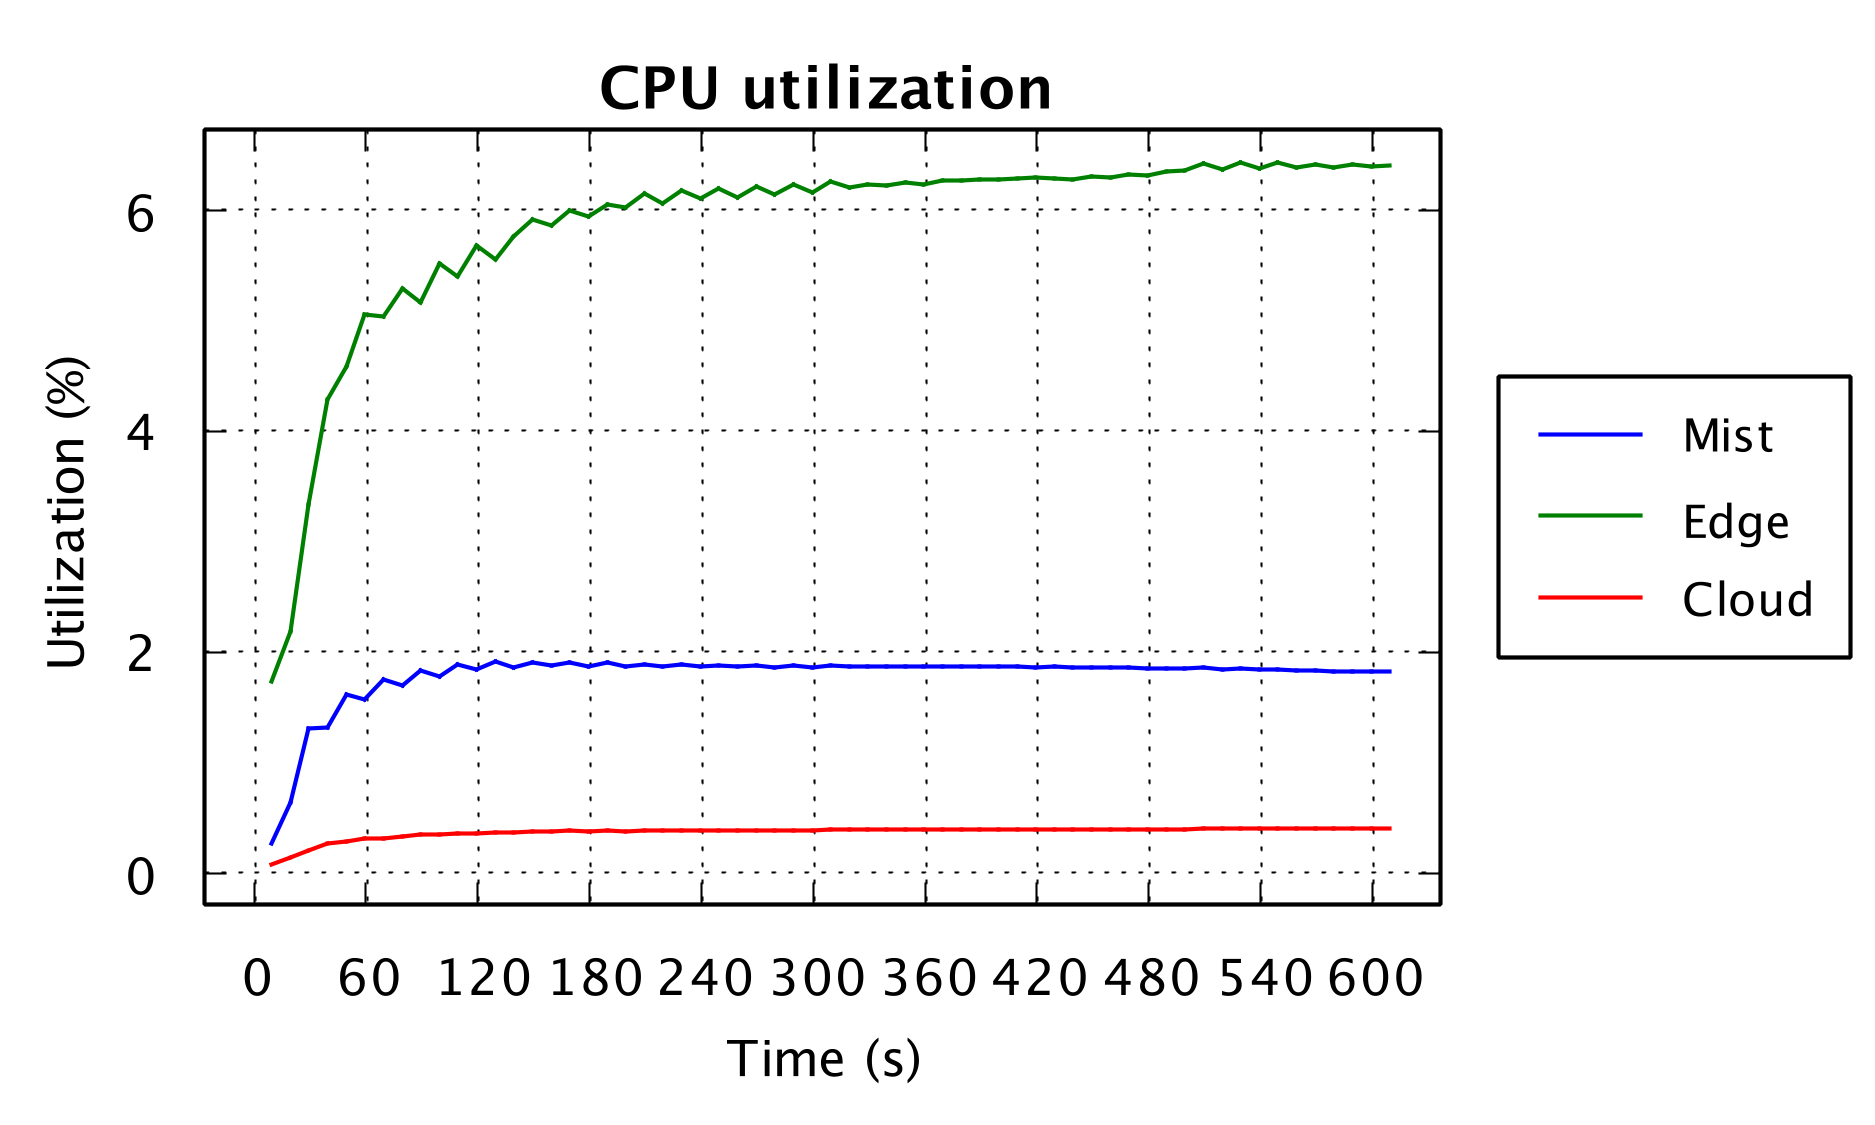 CPU utilization
Utilization (%)
6
4
2
0
0 60 120 180 240 300 360 420 480 540 600
Time (s)
Mist
Edge
Cloud